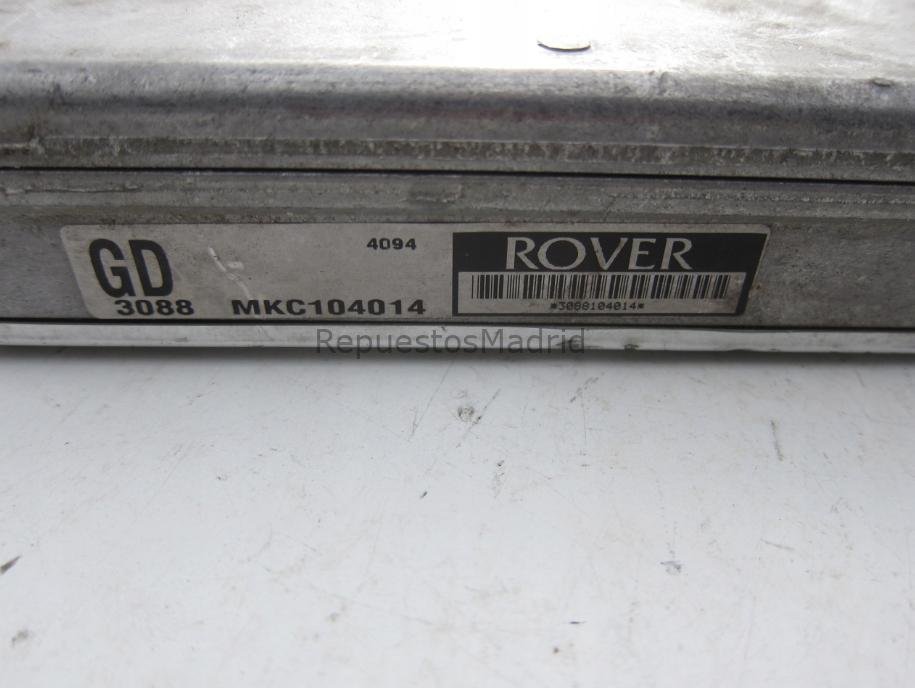 GD
4094
3088 MKC104014
ROVER
*3088104014*
RepuestosMadrid